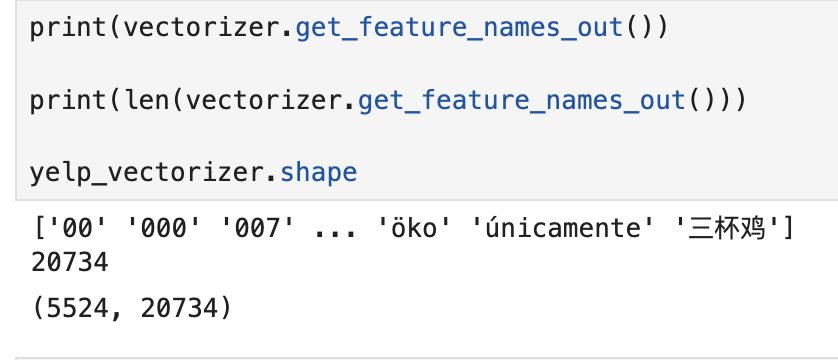 print(vectorizer.get_feature_names_out())
print(len(vectorizer.get_feature_names_out()))
yelp_vectorizer.shape
['00' '000' '007' ... 'öko' 'únicamente' '三杯鸡']
20734
(5524, 20734)